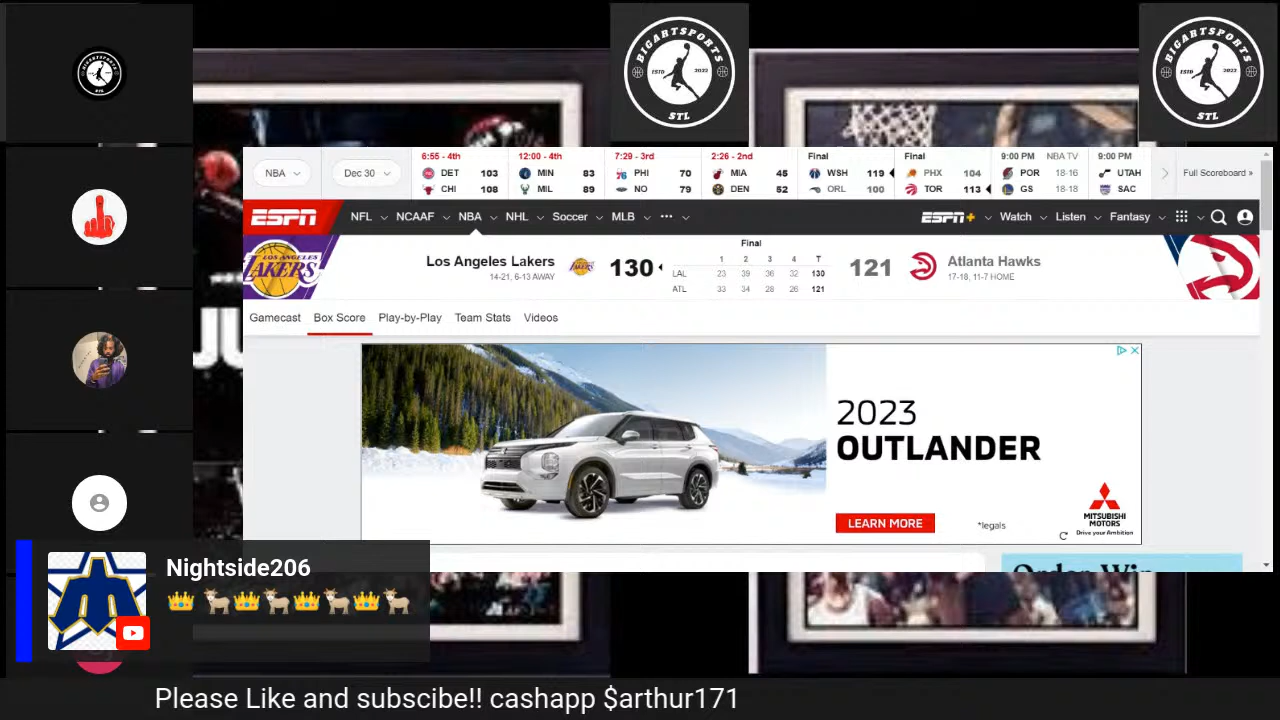 BIGARTSPORTS
ESTD 2022
STL
BIGARTSPORTS
ESTD 2022
STL
NBA
Dec 30
6:55 - 4th
DET 103
CHI 108
12:00 - 4th
MIN 83
MIL 89
7:29 - 3rd
PHI 70
NO 79
2:26 - 2nd
MIA 45
DEN 52
Final
WSH 119
ORL 100
Final
PHX 104
TOR 113
9:00 PM NBA TV
POR 18-16
GS 18-18
9:00 PM
UTAH
SAC
Full Scoreboard »
ESPN NFL NCAAF NBA NHL Soccer MLB ••• ESPN+ Watch Listen Fantasy
LOS ANGELES
LAKERS
Los Angeles Lakers
14-21, 6-13 AWAY
LAKERS
130
Final
1 2 3 4 T
LAL 23 39 36 32 130
ATL 33 34 28 26 121
121
Atlanta Hawks
17-18, 11-7 HOME
Gamecast Box Score Play-by-Play Team Stats Videos
JU
2023
OUTLANDER
LEARN MORE
*legals
MITSUBISHI
MOTORS
Drive your Ambition
Nightside206
👑 🐐👑🐐👑🐐👑🐐
Please Like and subscibe!! cashapp $arthur171